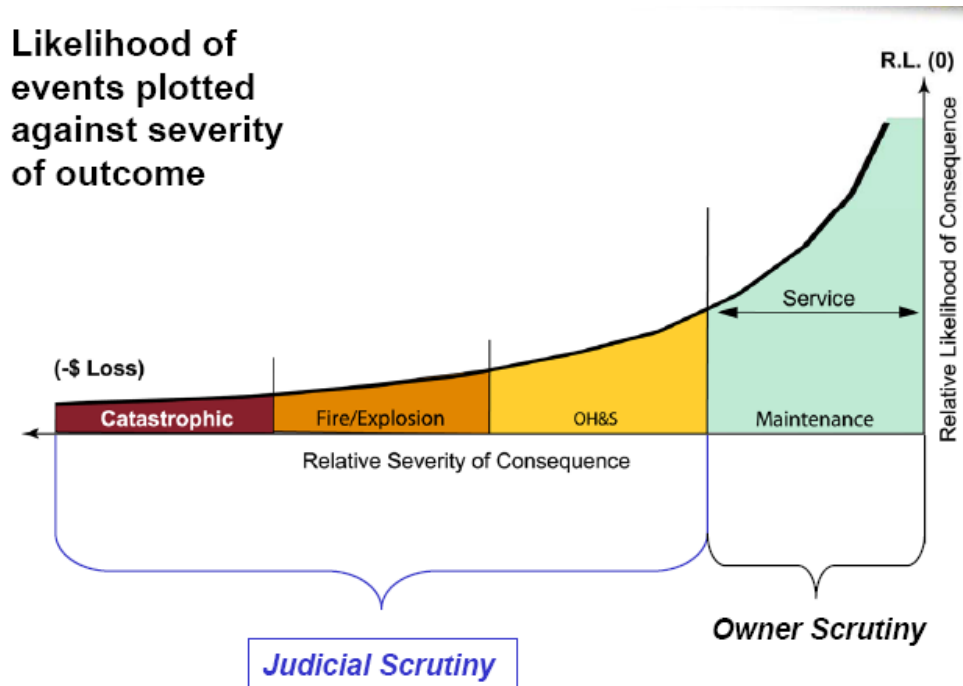 Likelihood of
events plotted
against severity
of outcome
R.L. (0)
Relative Likelihood of Consequence
Service
(-$ Loss)
Catastrophic
Fire/Explosion
OH&S
Maintenance
Relative Severity of Consequence
Owner Scrutiny
Judicial Scrutiny